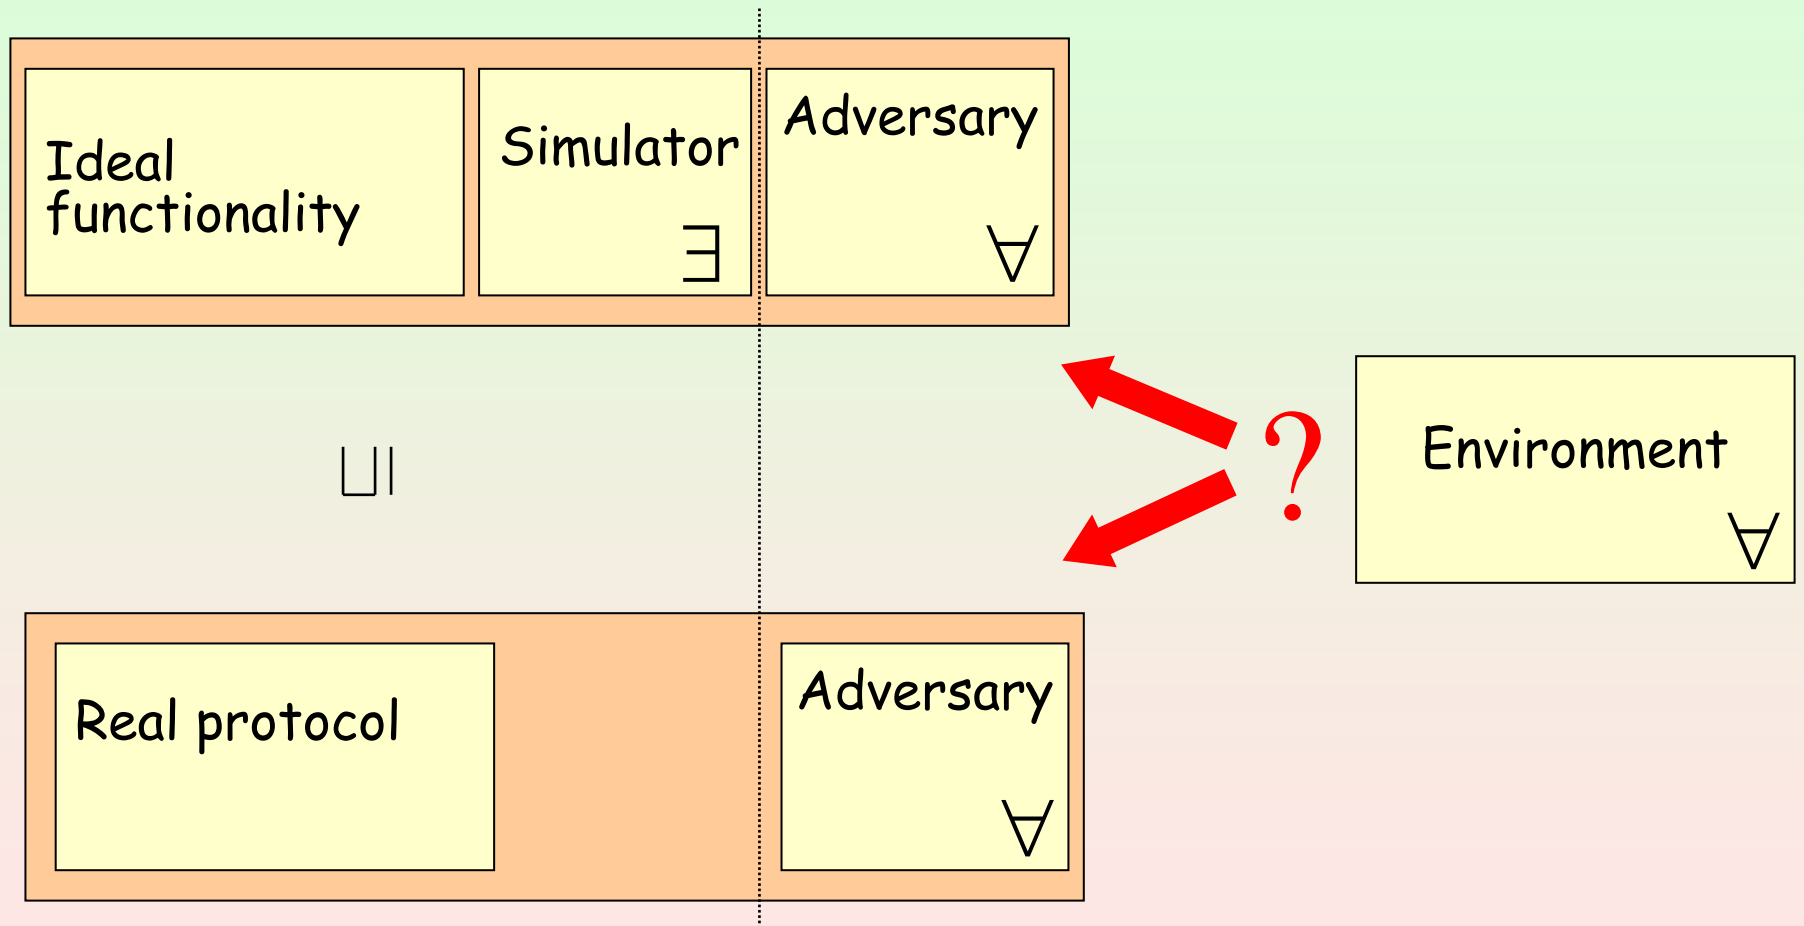 Ideal
functionality
Simulator
∃
Adversary
∀
⊑
?
Environment
∀
Real protocol
Adversary
∀